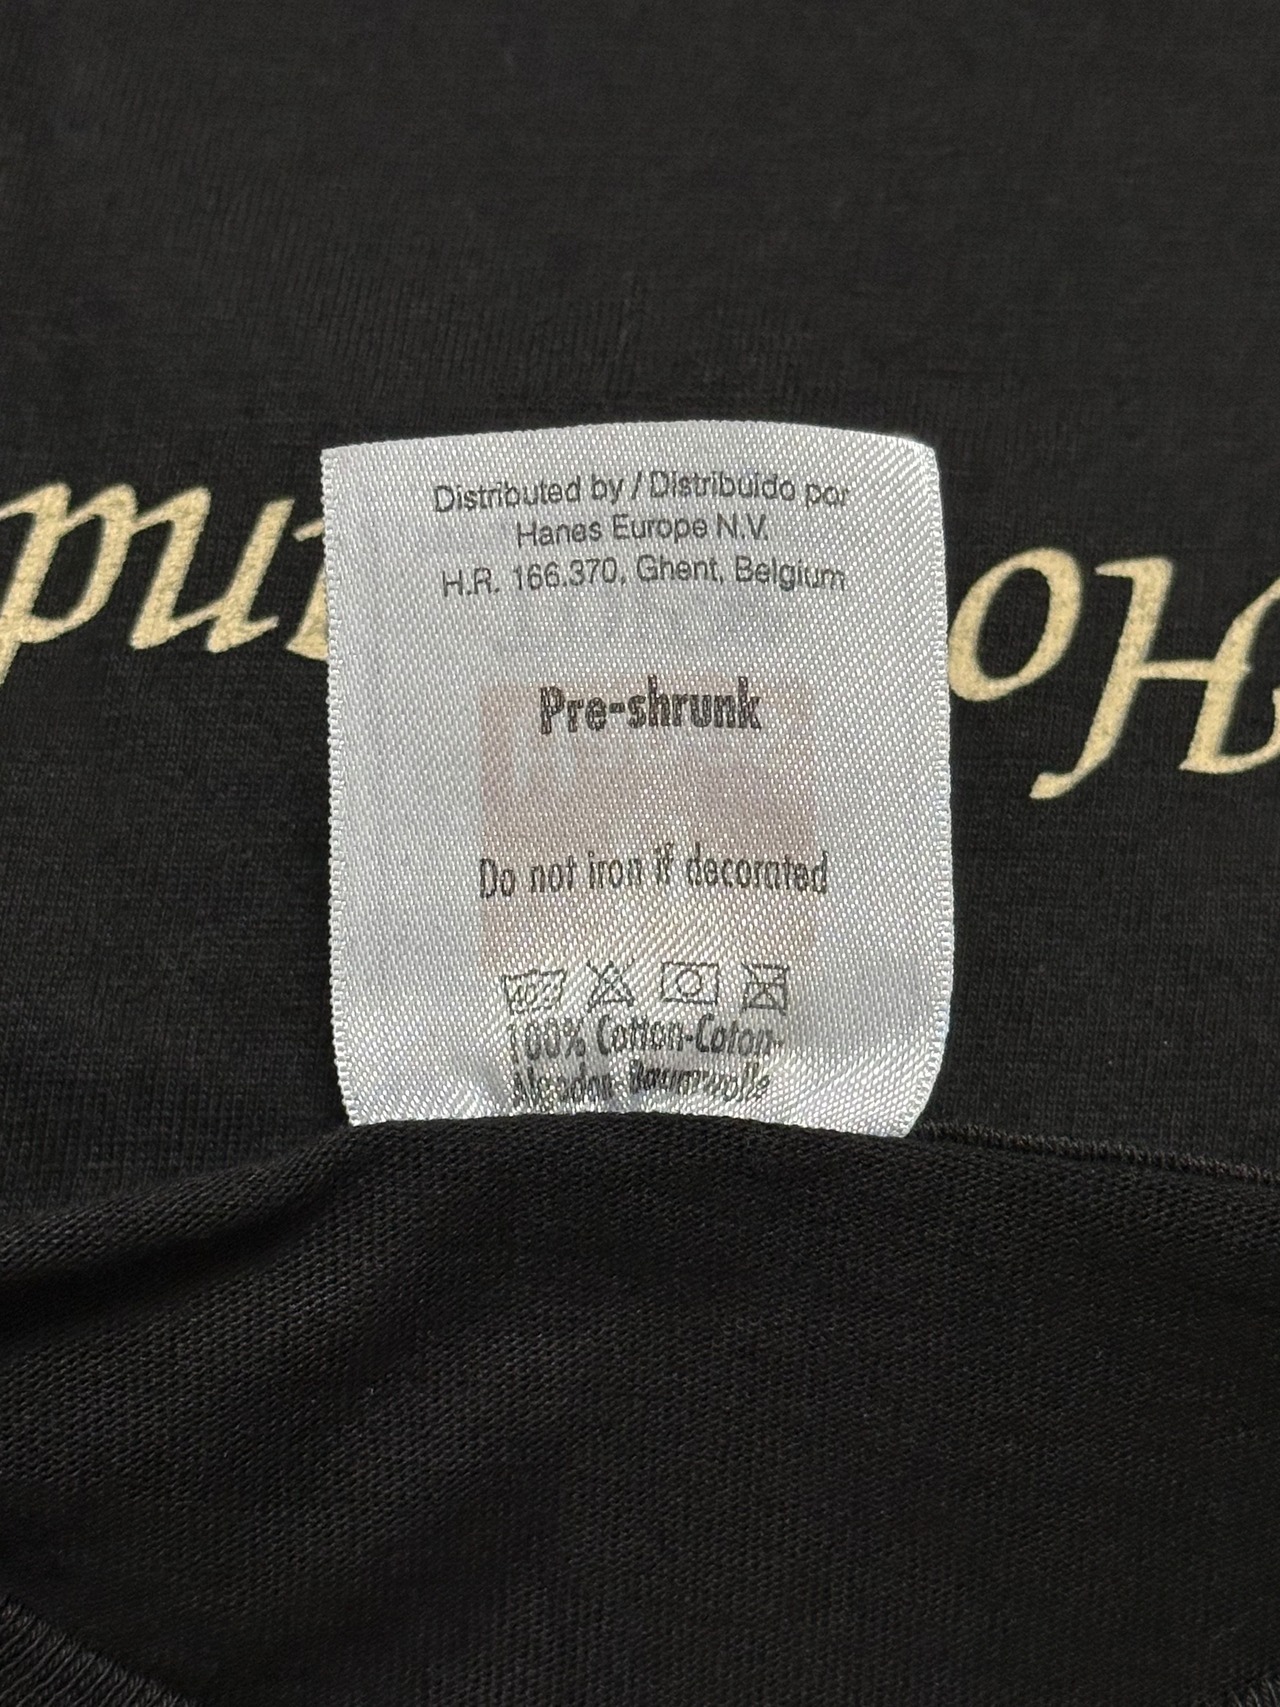 Distributed by / Distribuido por
Hanes Europe N.V.
H.R. 166.370, Ghent, Belgium
Pre-shrunk
Do not iron if decorated
100% Cotton-Coton-
Algodon-Baumwolle